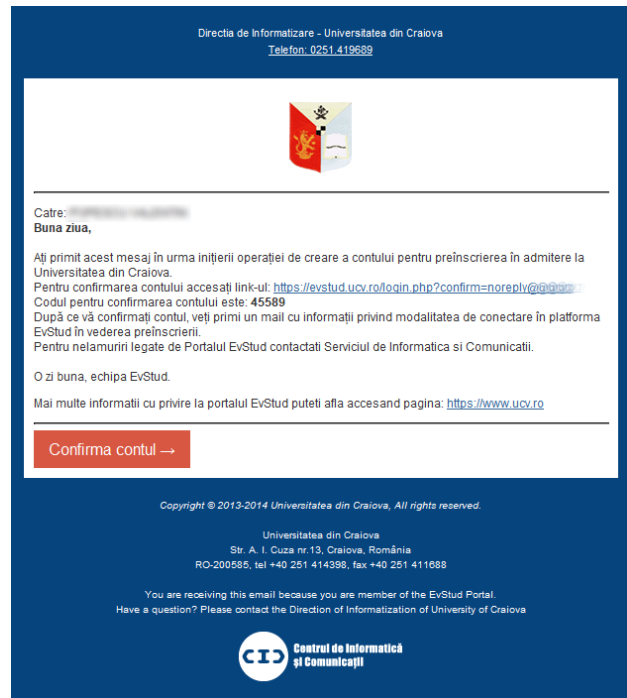 Directia de Informatizare - Universitatea din Craiova
Telefon: 0251.419689
Catre:
Buna ziua,
Ați primit acest mesaj în urma inițierii operației de creare a contului pentru preînscrierea în admitere la
Universitatea din Craiova.
Pentru confirmarea contului accesați link-ul: https://evstud.ucv.ro/login.php?confirm=noreply@
Codul pentru confirmarea contului este: 45589
După ce vă confirmați contul, veți primi un mail cu informații privind modalitatea de conectare în platforma
EvStud în vederea preînscrierii.
Pentru nelamuriri legate de Portalul EvStud contactati Serviciul de Informatica si Comunicatii.
O zi buna, echipa EvStud.
Mai multe informatii cu privire la portalul EvStud puteti afla accesand pagina: https://www.ucv.ro
Confirma contul →
Copyright © 2013-2014 Universitatea din Craiova, All rights reserved.
Universitatea din Craiova
Str. A. I. Cuza nr.13, Craiova, România
RO-200585, tel +40 251 414398, fax +40 251 411688
You are receiving this email because you are member of the EvStud Portal.
Have a question? Please contact the Direction of Informatization of University of Craiova
CIC Centrul de Informatică
și Comunicații